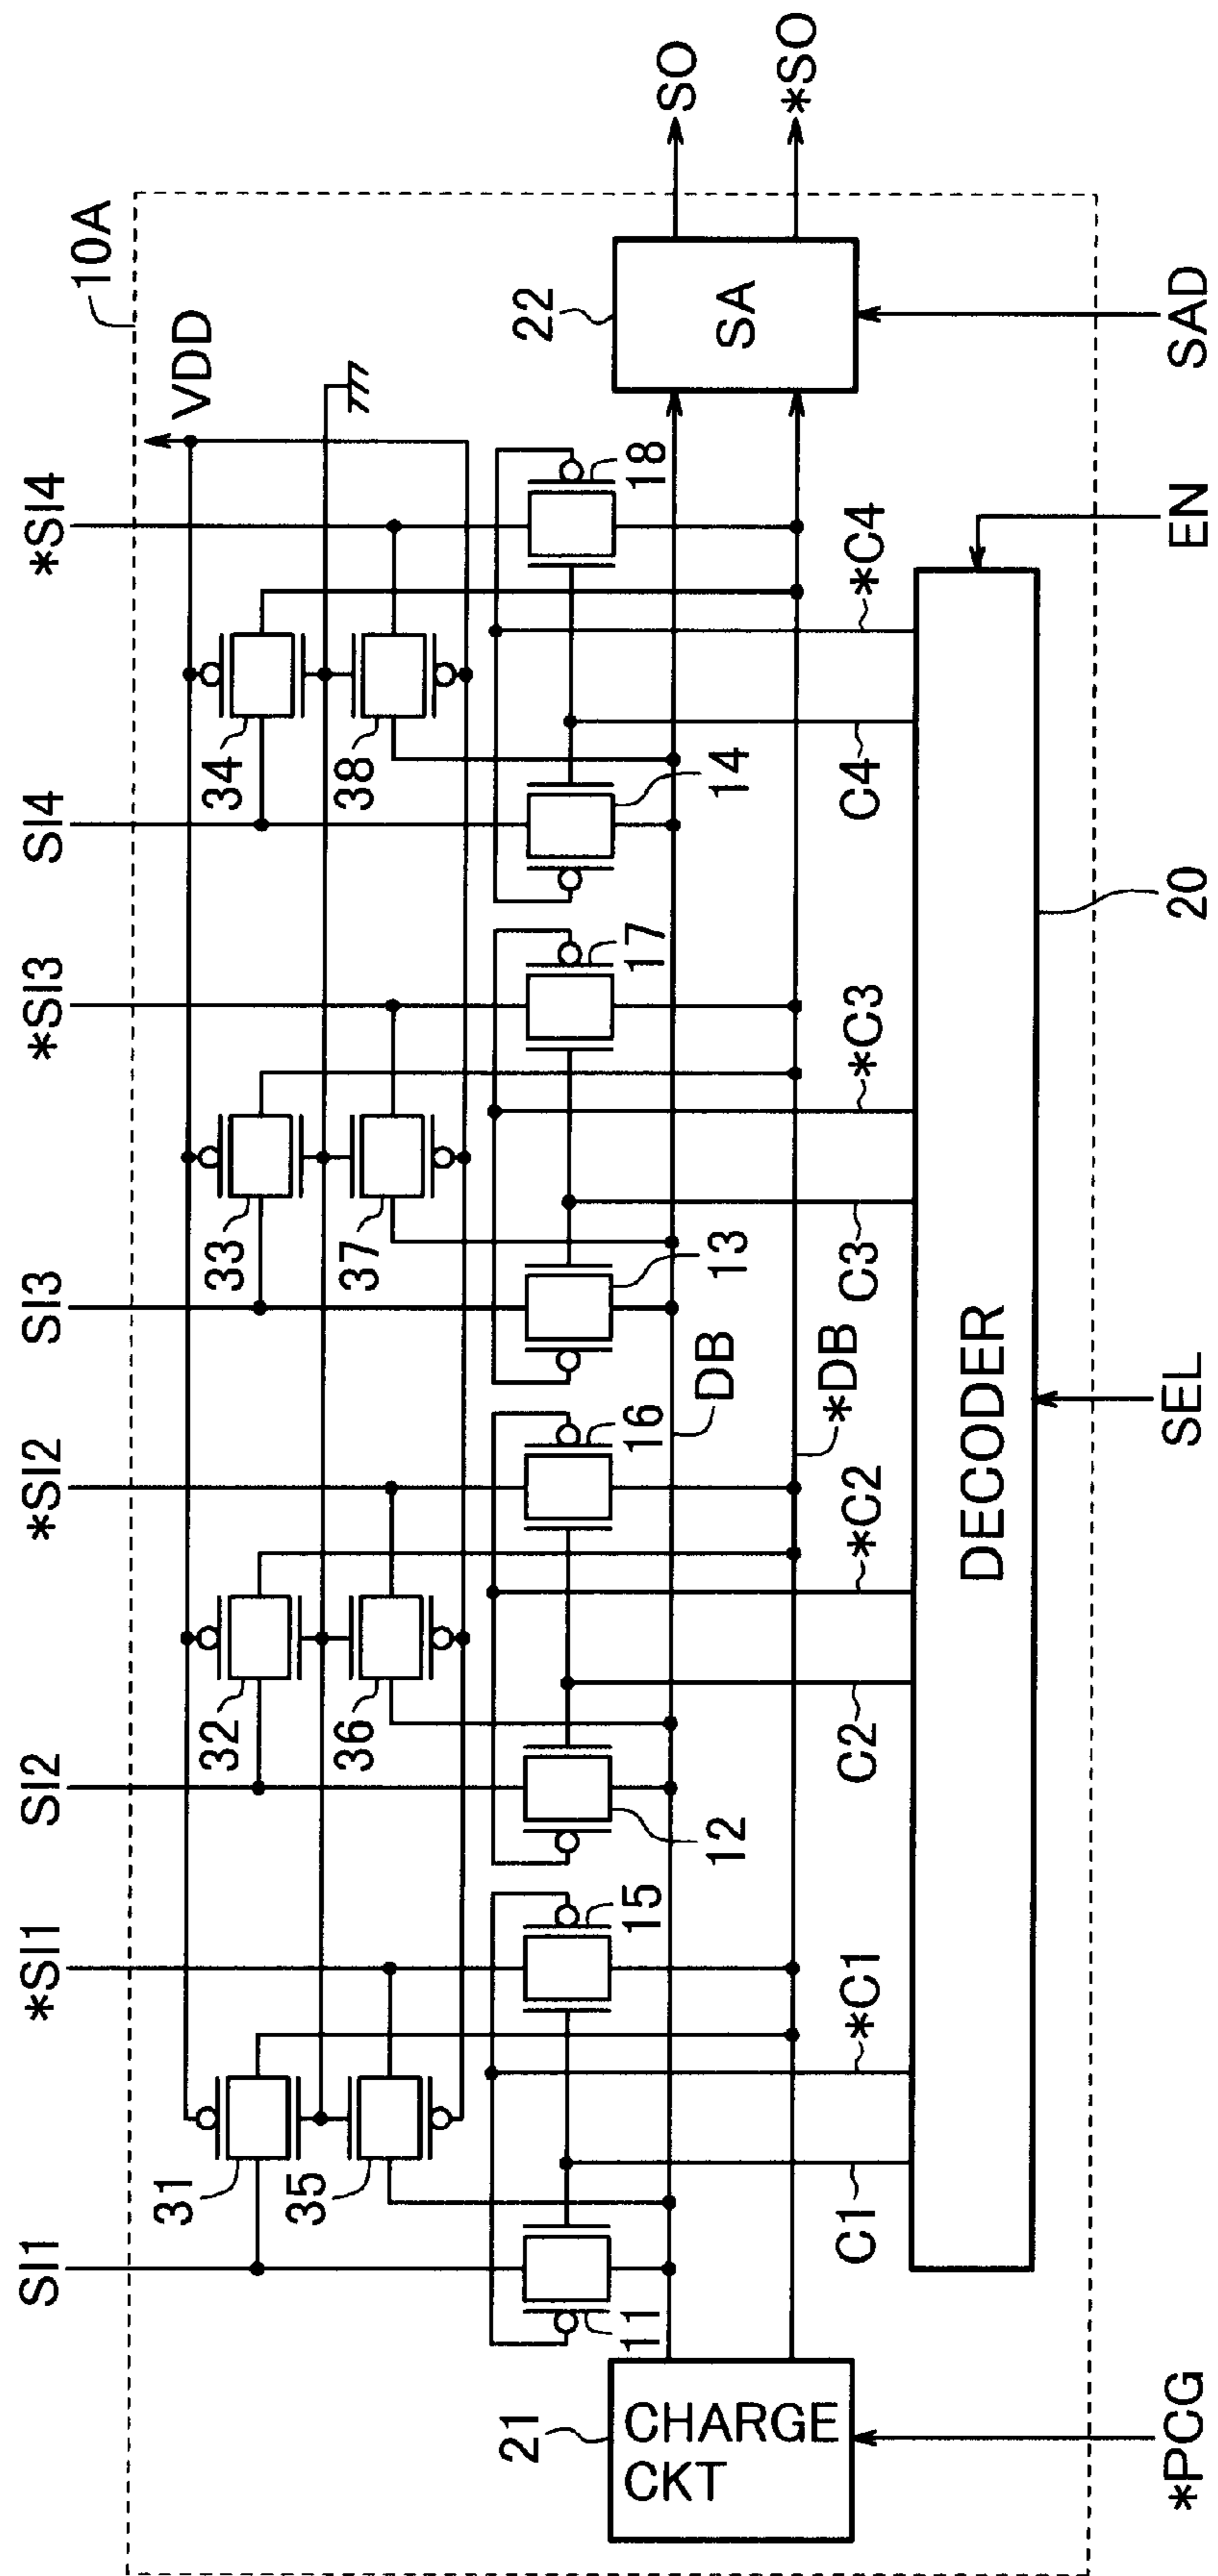 10A
SI1
*SI1
SI2
*SI2
SI3
*SI3
SI4
*SI4
VDD
31
32
33
34
35
36
37
38
11
15
12
16
13
17
14
18
21
CHARGE
CKT
DB
*DB
22
SA
SO
*SO
C1
*C1
C2
*C2
C3
*C3
C4
*C4
DECODER
20
*PCG
SEL
EN
SAD